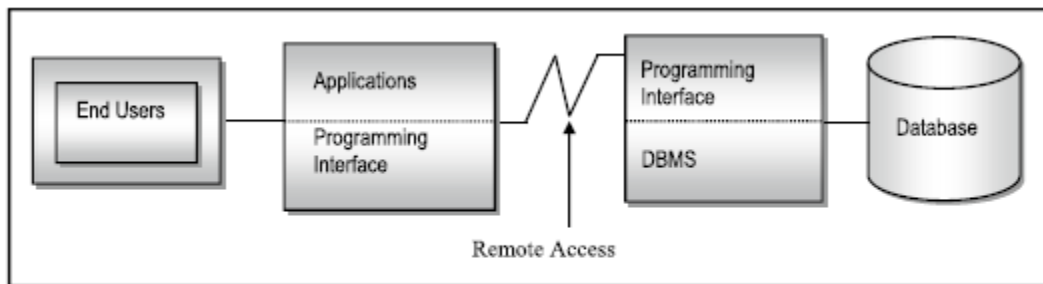 End Users
Applications
Programming
Interface
Programming
Interface
DBMS
Database
Remote Access